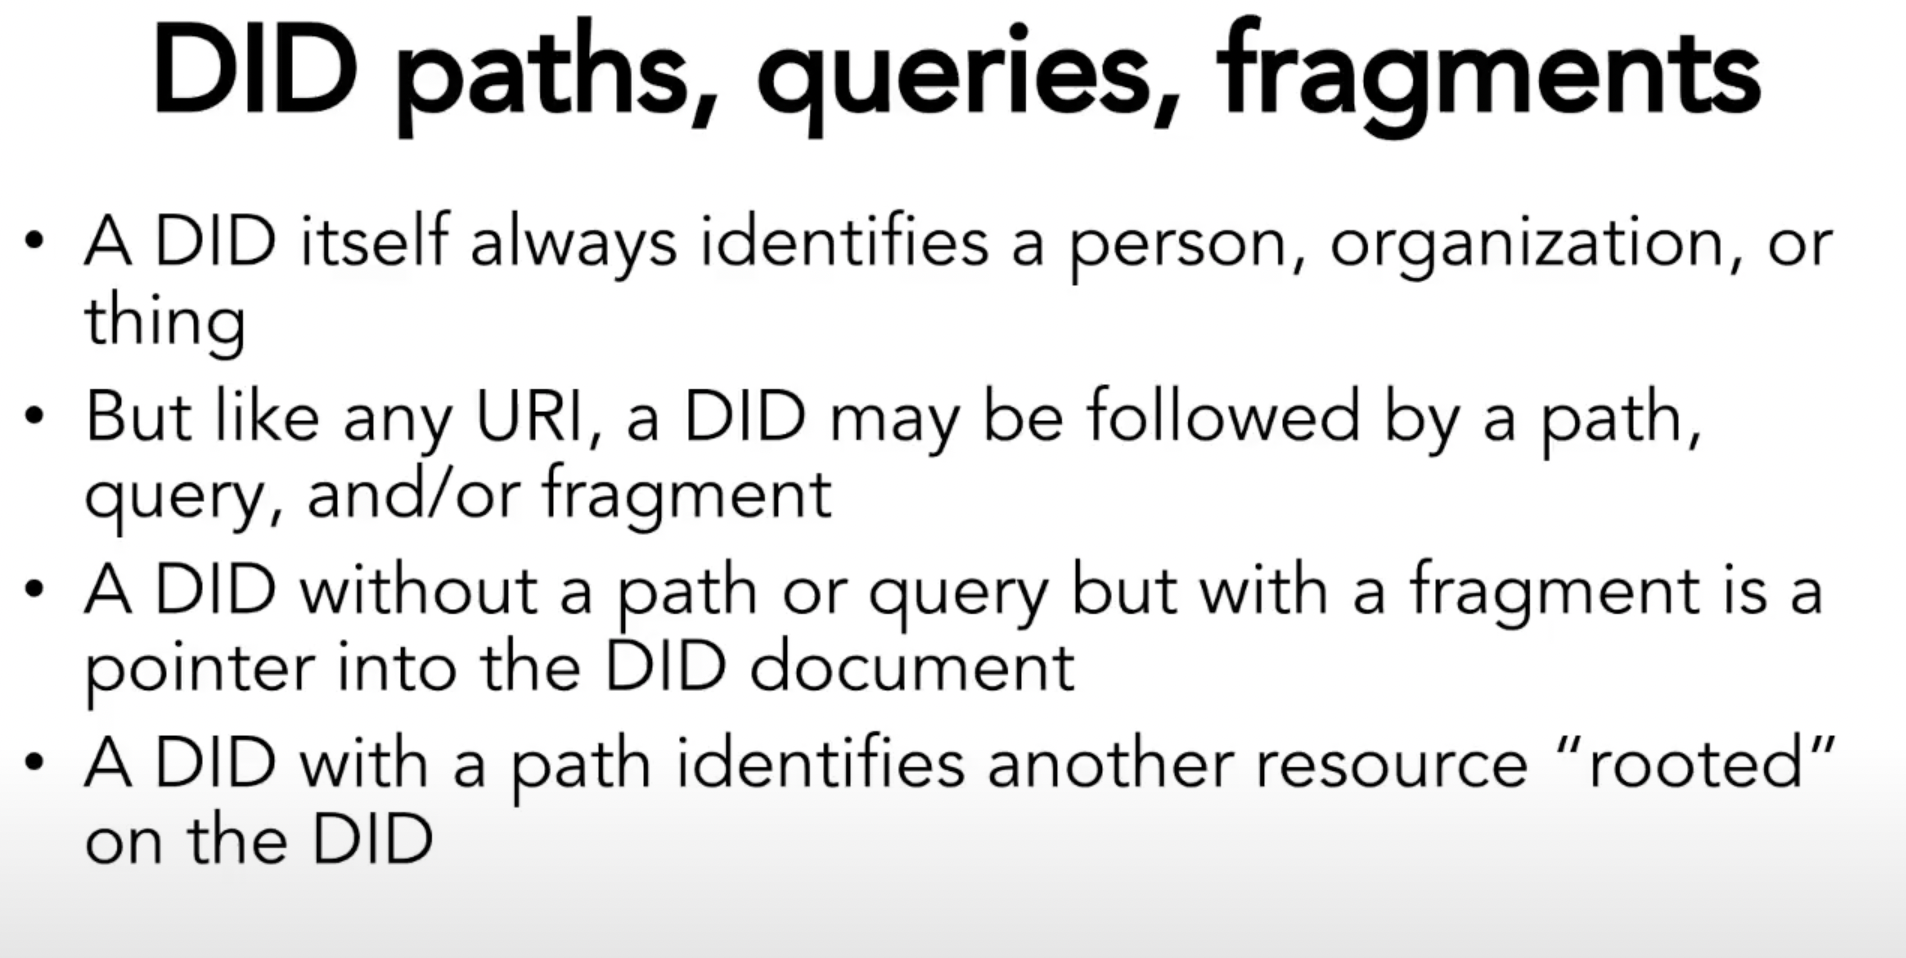 DID paths, queries, fragments
• A DID itself always identifies a person, organization, or
thing
• But like any URI, a DID may be followed by a path,
query, and/or fragment
• A DID without a path or query but with a fragment is a
pointer into the DID document
• A DID with a path identifies another resource “rooted”
on the DID